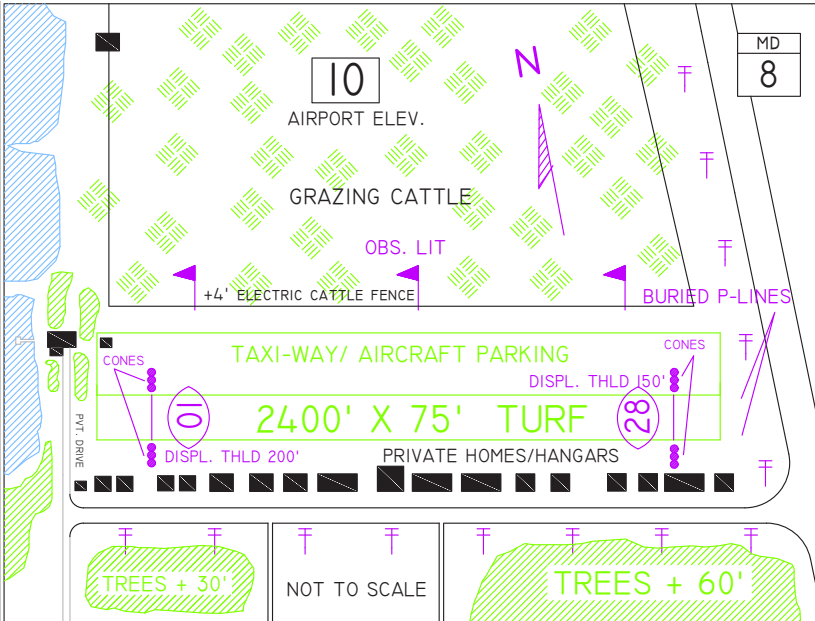 MD
8
N
10
AIRPORT ELEV.
GRAZING CATTLE
OBS. LIT
+4' ELECTRIC CATTLE FENCE
BURIED P-LINES
CONES
TAXI-WAY/ AIRCRAFT PARKING
CONES
DISPL. THLD 150'
01
2400' X 75' TURF
28
PVT. DRIVE
DISPL. THLD 200'
PRIVATE HOMES/HANGARS
TREES + 30'
NOT TO SCALE
TREES + 60'